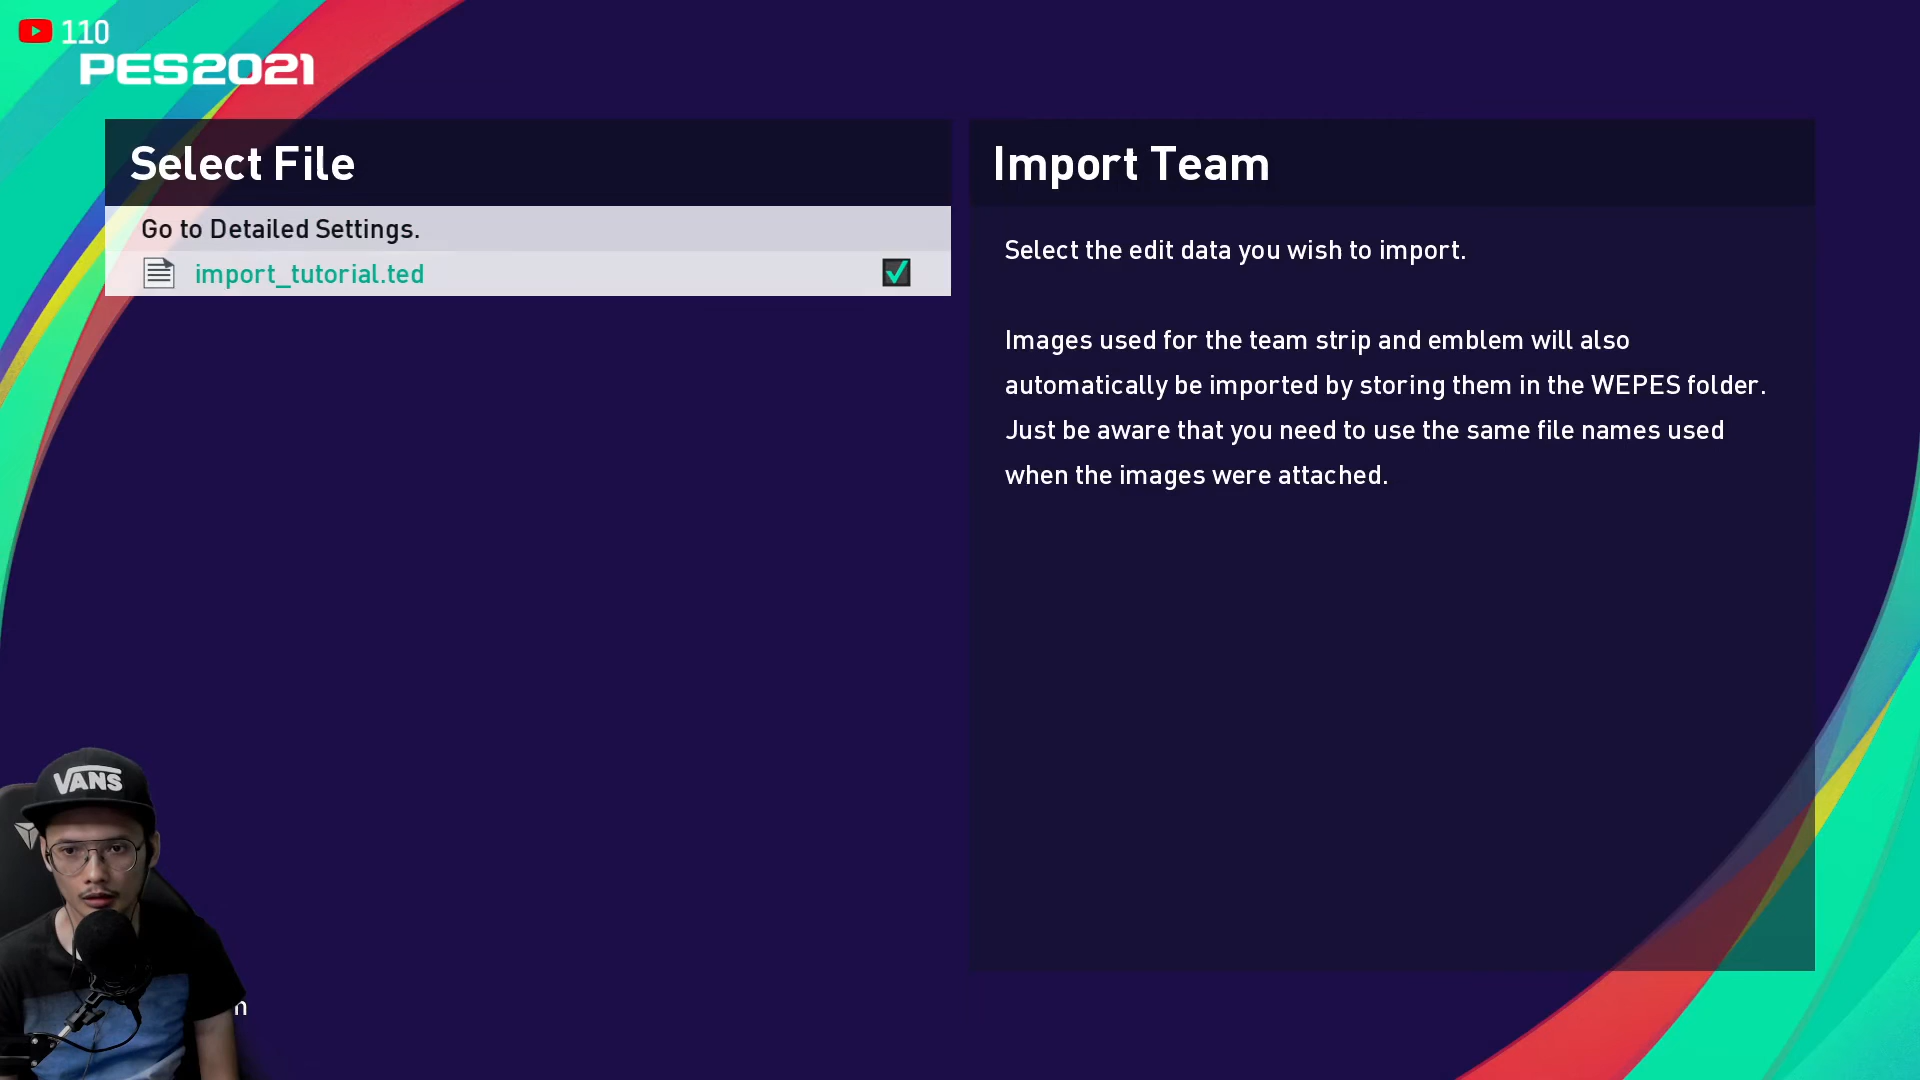 110
PES2021
Select File
Go to Detailed Settings.
import_tutorial.ted
Import Team
Select the edit data you wish to import.
Images used for the team strip and emblem will also
automatically be imported by storing them in the WEPES folder.
Just be aware that you need to use the same file names used
when the images were attached.
VANS